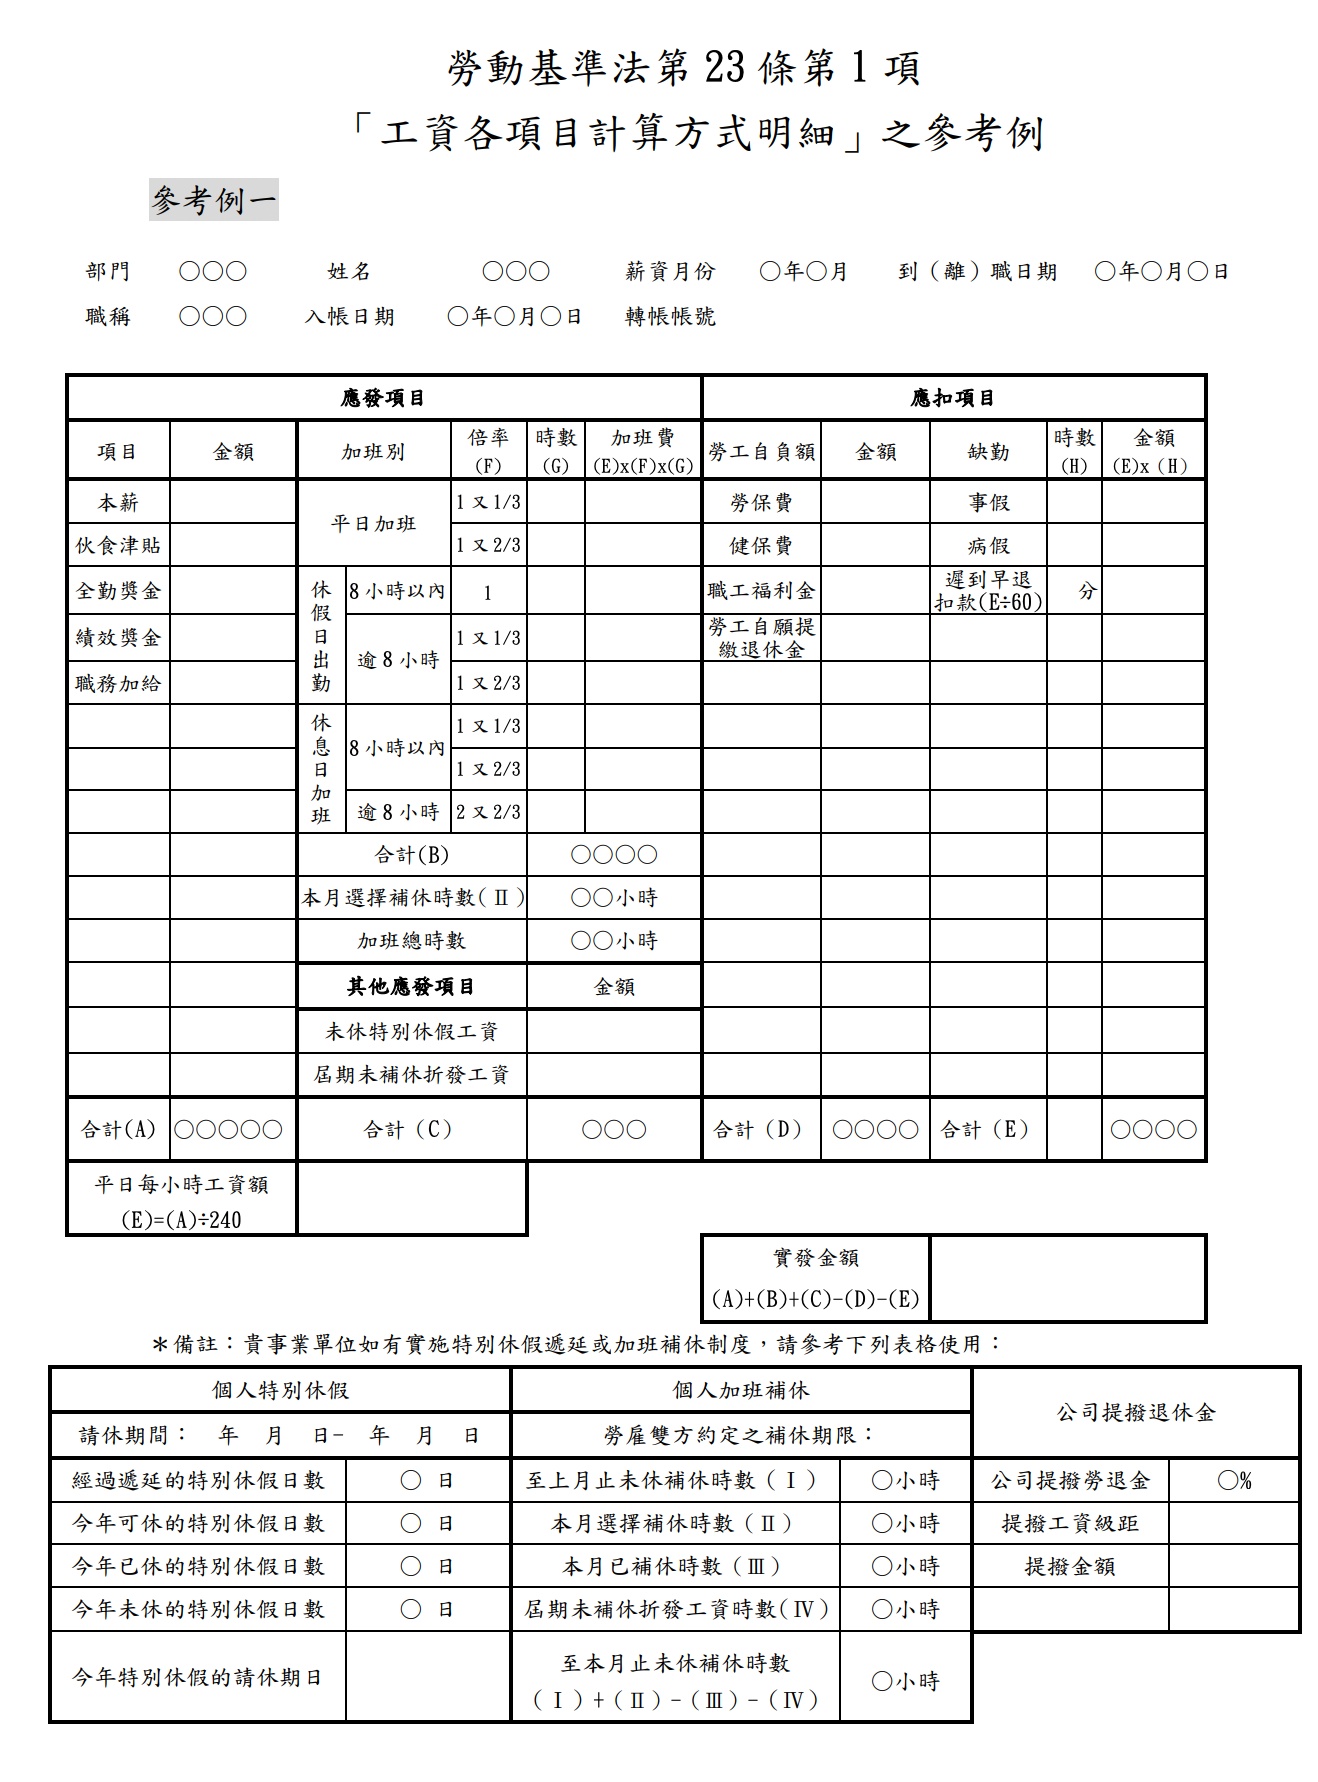 勞動基準法第 23 條第 1 項
「工資各項目計算方式明細」之參考例
參考例一
部門 ○○○ 姓名 ○○○ 薪資月份 ○年○月 到（離）職日期 ○年○月○日
職稱 ○○○ 入帳日期 ○年○月○日 轉帳帳號
應發項目 應扣項目
項目 金額 加班別 倍率(F) 時數(G) 加班費(E)x(F)x(G) 勞工自負額 金額 缺勤 時數(H) 金額(E)x（H）
本薪 平日加班 1 又 1/3 勞保費 事假
伙食津貼 1 又 2/3 健保費 病假
全勤獎金 休假日出勤 8 小時以內 1 職工福利金 遲到早退扣款(E÷60) 分
績效獎金 逾 8 小時 1 又 1/3 勞工自願提繳退休金
職務加給 1 又 2/3
休息日加班 8 小時以內 1 又 1/3
1 又 2/3
逾 8 小時 2 又 2/3
合計(B) ○○○○
本月選擇補休時數(Ⅱ) ○○小時
加班總時數 ○○小時
其他應發項目 金額
未休特別休假工資
屆期未補休折發工資
合計(A) ○○○○○ 合計（C） ○○○ 合計（D） ○○○○ 合計（E） ○○○○
平日每小時工資額
(E)=(A)÷240
實發金額
(A)+(B)+(C)-(D)-(E)
＊備註：貴事業單位如有實施特別休假遞延或加班補休制度，請參考下列表格使用：
個人特別休假 個人加班補休 公司提撥退休金
請休期間： 年 月 日- 年 月 日 勞雇雙方約定之補休期限：
經過遞延的特別休假日數 ○ 日 至上月止未休補休時數（Ⅰ） ○小時 公司提撥勞退金 ○%
今年可休的特別休假日數 ○ 日 本月選擇補休時數（Ⅱ） ○小時 提撥工資級距
今年已休的特別休假日數 ○ 日 本月已補休時數（Ⅲ） ○小時 提撥金額
今年未休的特別休假日數 ○ 日 屆期未補休折發工資時數(Ⅳ) ○小時
今年特別休假的請休期日 至本月止未休補休時數 ○小時
（Ⅰ）+（Ⅱ）-（Ⅲ）-（Ⅳ）